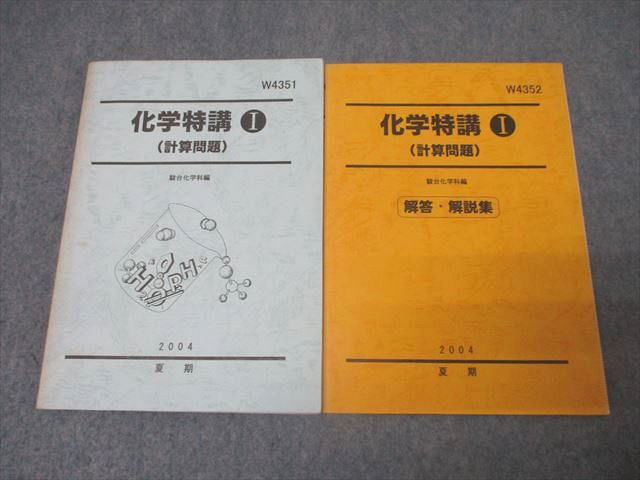 W4351
化学特講 Ⅰ
(計算問題)
駿台化学科編
2004
夏 期
W4352
化学特講 Ⅰ
(計算問題)
駿台化学科編
解答・解説集
2004
夏 期